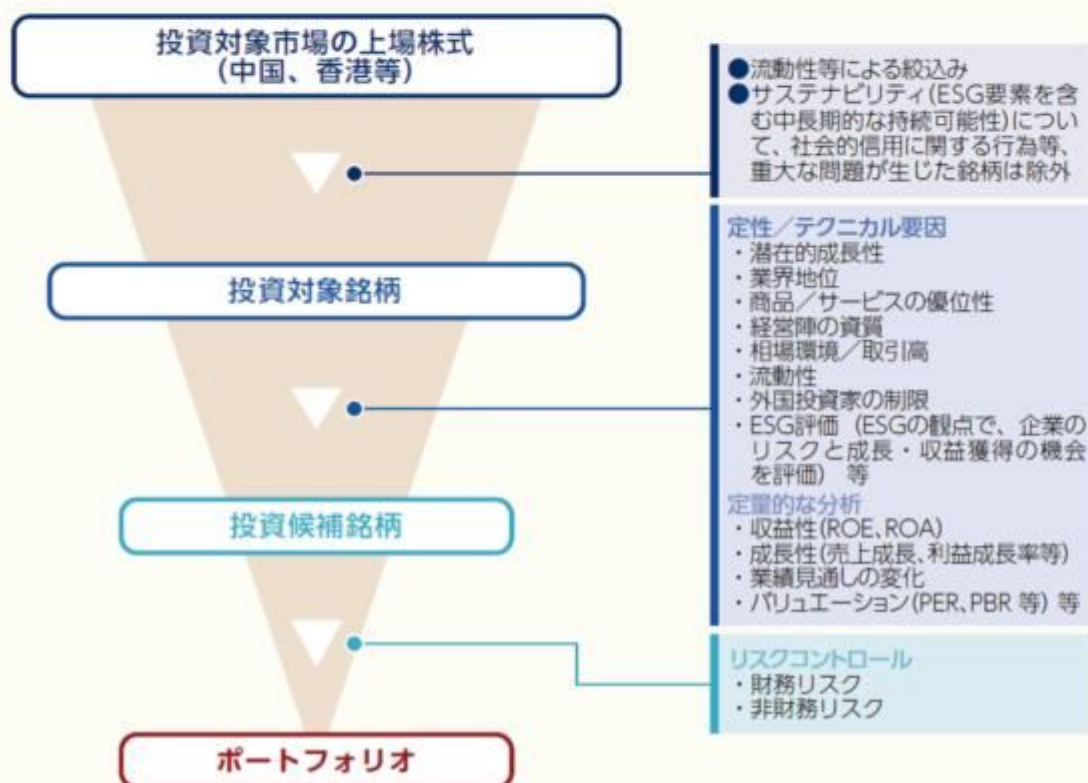 投資対象市場の上場株式
(中国、香港等)
●流動性等による絞込み
●サステナビリティ(ESG要素を含
む中長期的な持続可能性)につい
て、社会的信用に関する行為等、
重大な問題が生じた銘柄は除外
投資対象銘柄
定性／テクニカル要因
・潜在的成長性
・業界地位
・商品／サービスの優位性
・経営陣の資質
・相場環境／取引高
・流動性
・外国投資家の制限
・ESG評価（ESGの観点で、企業の
リスクと成長・収益獲得の機会
を評価）等
定量的な分析
・収益性(ROE、ROA)
・成長性(売上成長、利益成長率等)
・業績見通しの変化
・バリュエーション(PER、PBR 等) 等
投資候補銘柄
リスクコントロール
・財務リスク
・非財務リスク
ポートフォリオ